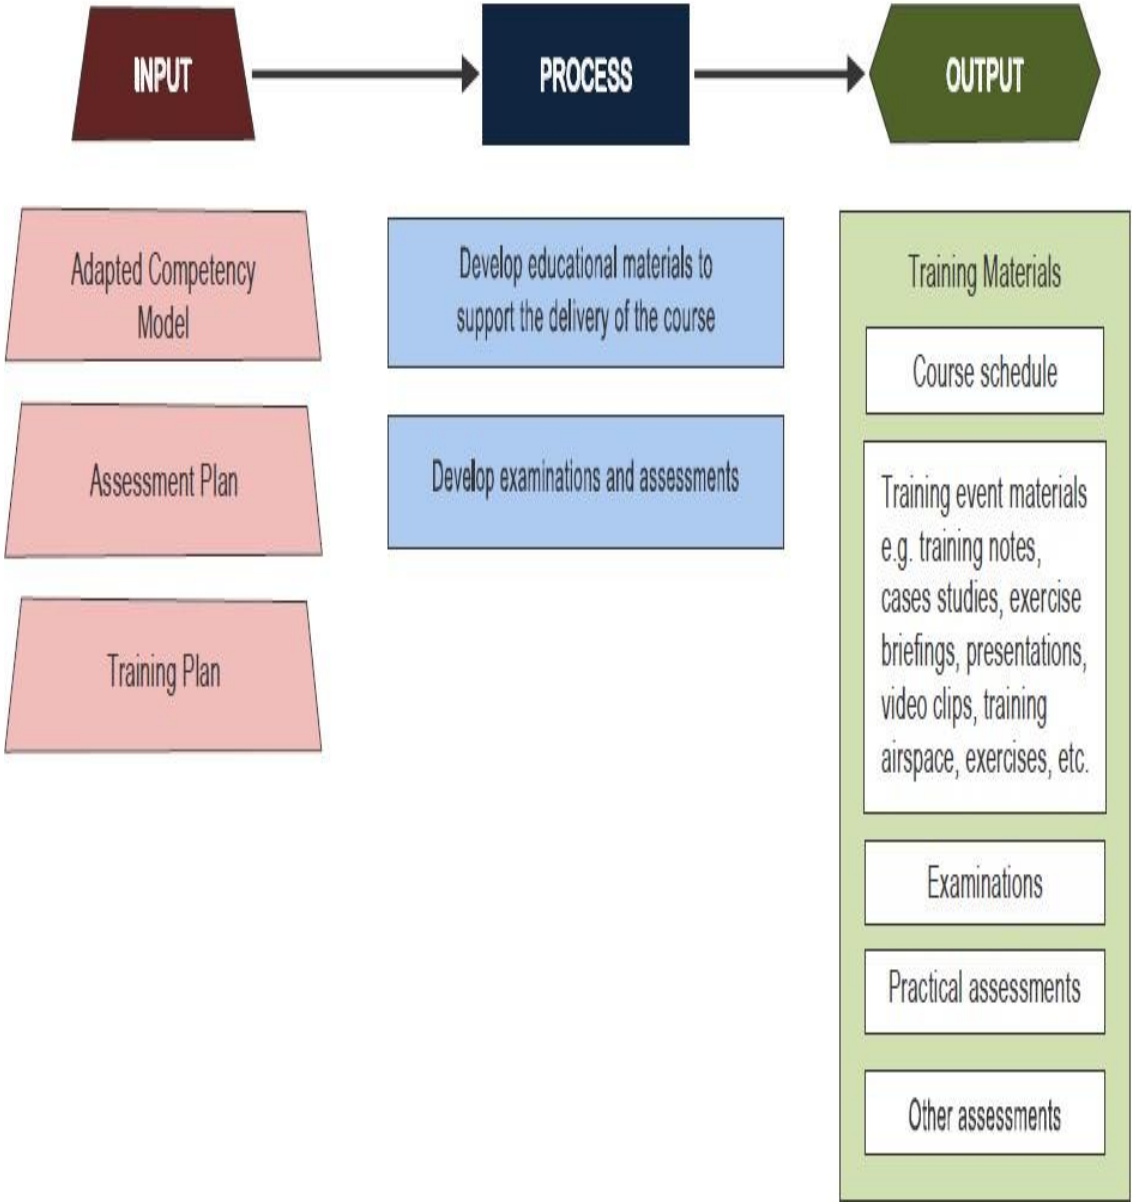 INPUT
PROCESS
OUTPUT
Adapted Competency
Model
Assessment Plan
Training Plan
Develop educational materials to
support the delivery of the course
Develop examinations and assessments
Training Materials
Course schedule
Training event materials
e.g. training notes,
cases studies, exercise
briefings, presentations,
video clips, training
airspace, exercises, etc.
Examinations
Practical assessments
Other assessments